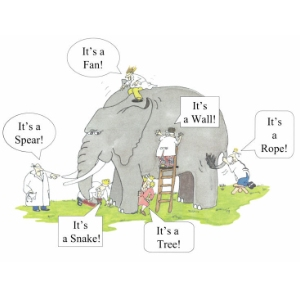 It's a
Fan!
It's a
Spear!
It's
a Wall!
It's
a
Rope!
It's
a Snake!
It's
a Tree!